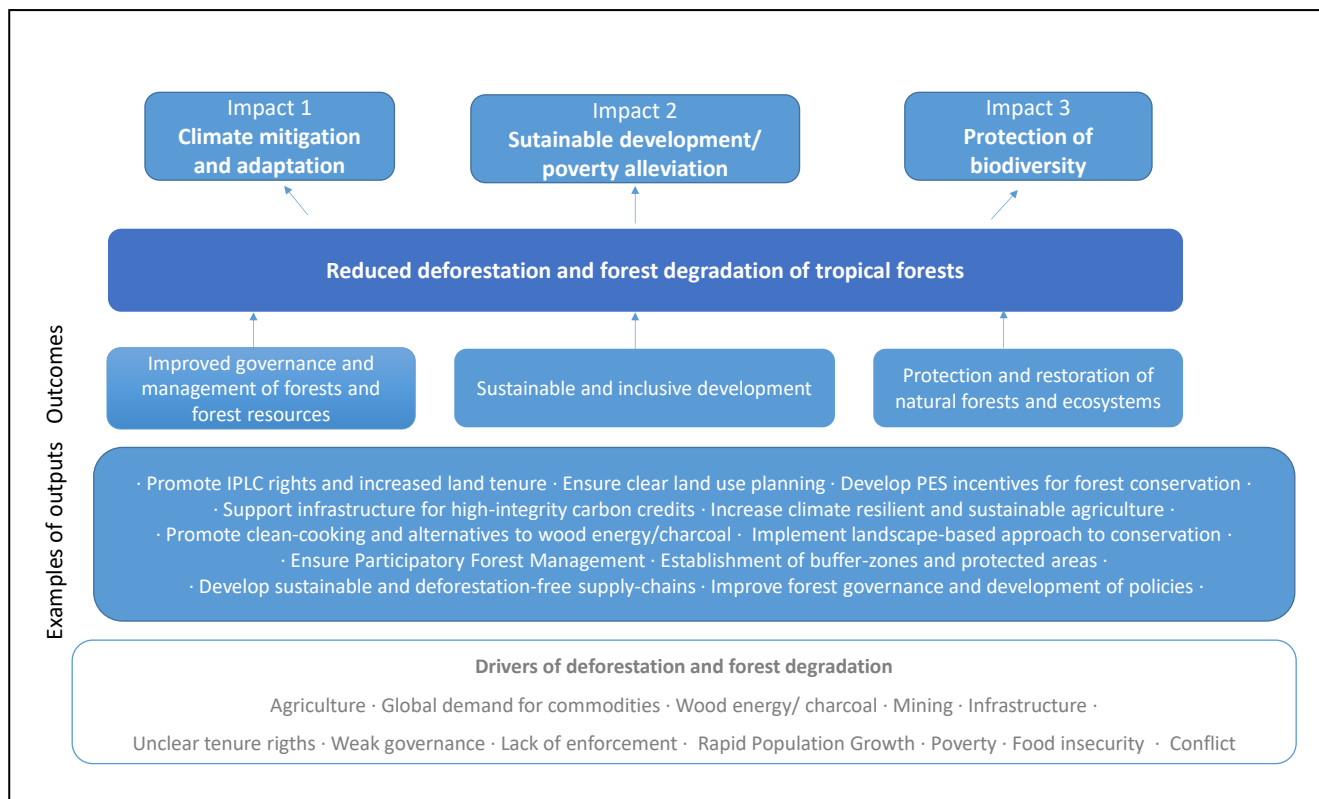 Impact 1
Climate mitigation
and adaptation
Impact 2
Sutainable development/
poverty alleviation
Impact 3
Protection of
biodiversity
Reduced deforestation and forest degradation of tropical forests
Outcomes
Improved governance and
management of forests and
forest resources
Sustainable and inclusive development
Protection and restoration of
natural forests and ecosystems
Examples of outputs
· Promote IPLC rights and increased land tenure · Ensure clear land use planning · Develop PES incentives for forest conservation ·
· Support infrastructure for high-integrity carbon credits · Increase climate resilient and sustainable agriculture ·
· Promote clean-cooking and alternatives to wood energy/charcoal · Implement landscape-based approach to conservation ·
· Ensure Participatory Forest Management · Establishment of buffer-zones and protected areas ·
· Develop sustainable and deforestation-free supply-chains · Improve forest governance and development of policies ·
Drivers of deforestation and forest degradation
Agriculture · Global demand for commodities · Wood energy/ charcoal · Mining · Infrastructure ·
Unclear tenure rigths · Weak governance · Lack of enforcement · Rapid Population Growth · Poverty · Food insecurity · Conflict